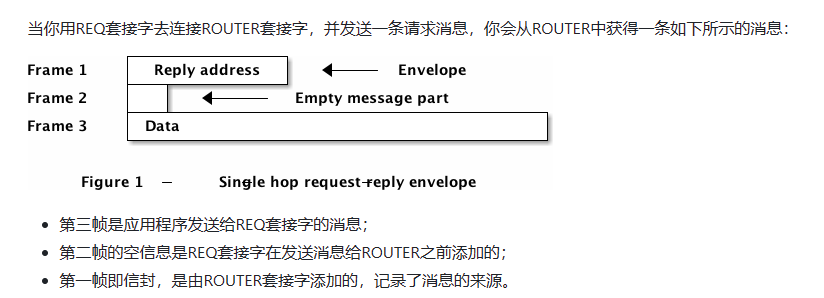 当你用REQ套接字去连接ROUTER套接字，并发送一条请求消息，你会从ROUTER中获得一条如下所示的消息：
Frame 1 Reply address Envelope
Frame 2 Empty message part
Frame 3 Data
Figure 1 – Single hop request-reply envelope
• 第三帧是应用程序发送给REQ套接字的消息；
• 第二帧的空信息是REQ套接字在发送消息给ROUTER之前添加的；
• 第一帧即信封，是由ROUTER套接字添加的，记录了消息的来源。